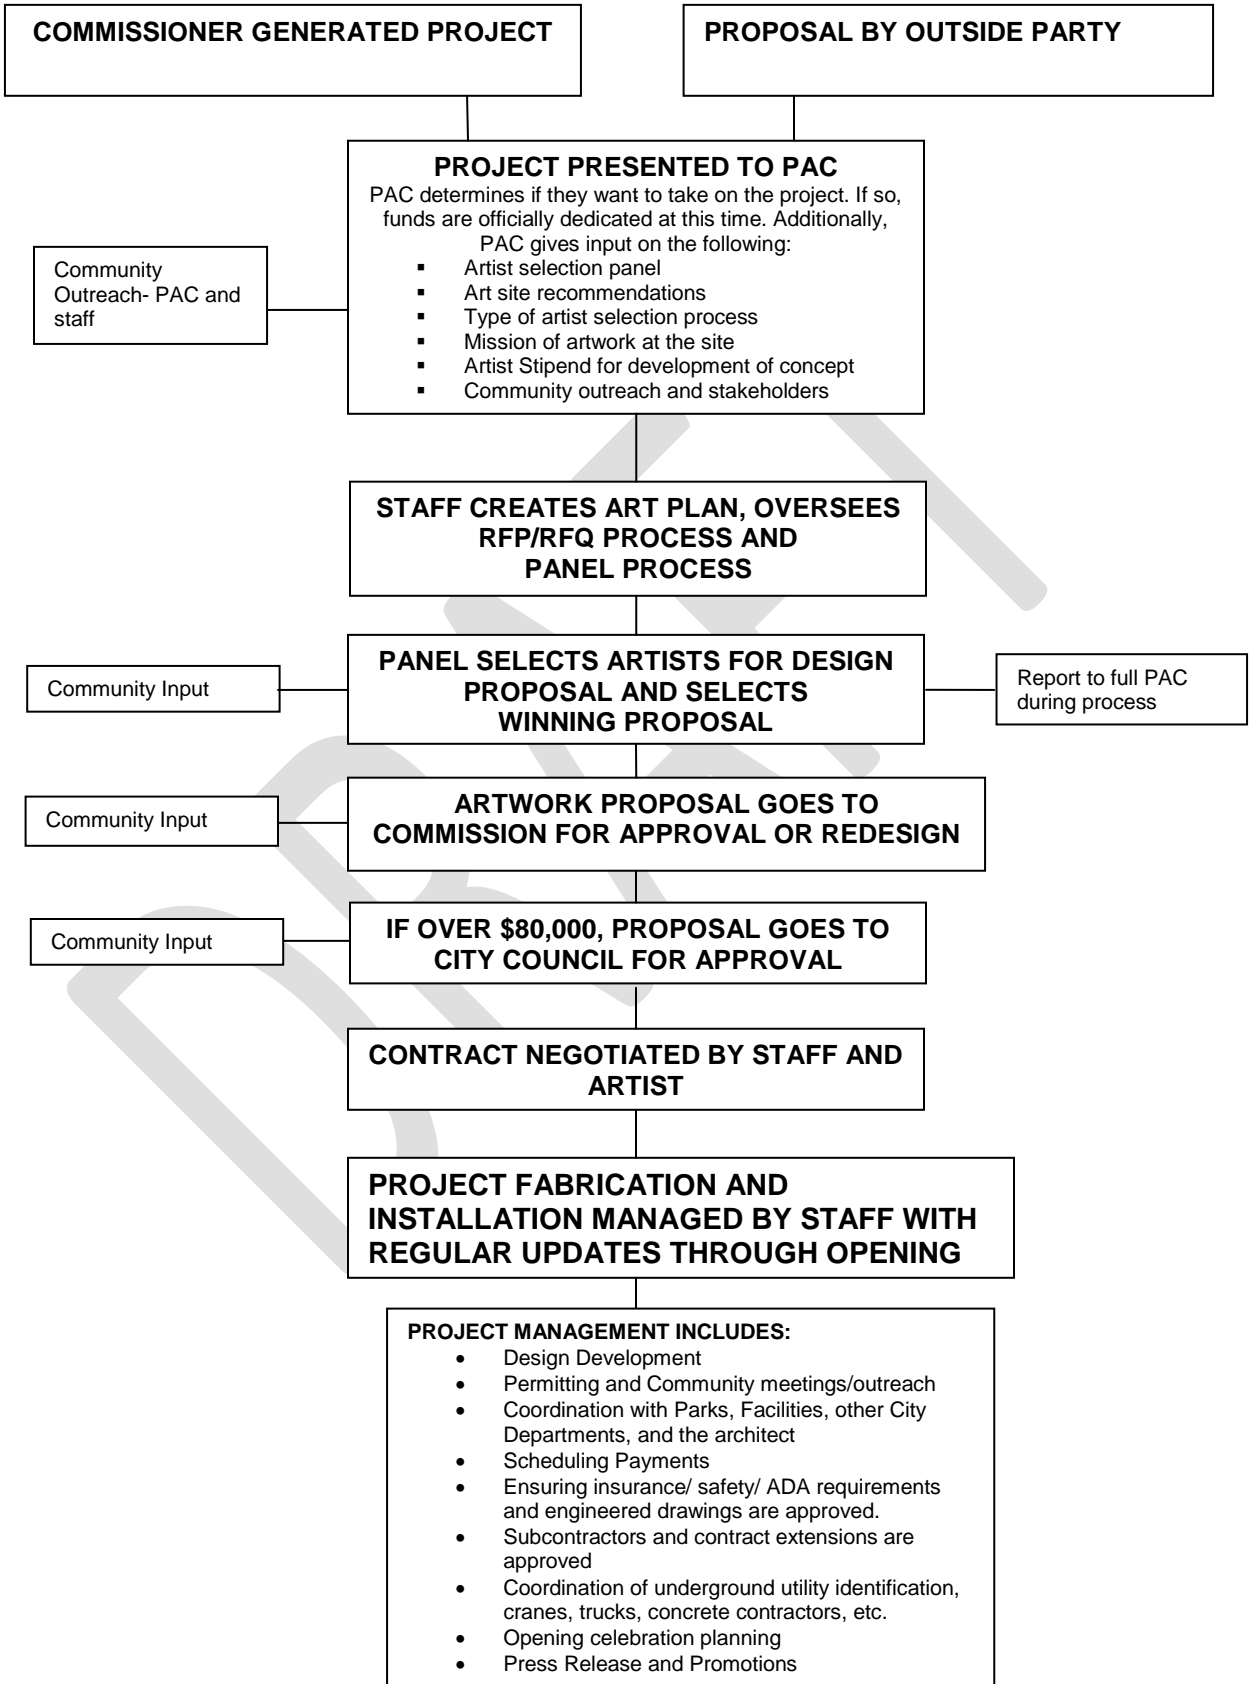 COMMISSIONER GENERATED PROJECT
PROPOSAL BY OUTSIDE PARTY
PROJECT PRESENTED TO PAC
PAC determines if they want to take on the project. If so,
funds are officially dedicated at this time. Additionally,
PAC gives input on the following:
▪ Artist selection panel
▪ Art site recommendations
▪ Type of artist selection process
▪ Mission of artwork at the site
▪ Artist Stipend for development of concept
▪ Community outreach and stakeholders
Community
Outreach- PAC and
staff
STAFF CREATES ART PLAN, OVERSEES
RFP/RFQ PROCESS AND
PANEL PROCESS
Community Input
PANEL SELECTS ARTISTS FOR DESIGN
PROPOSAL AND SELECTS
WINNING PROPOSAL
Report to full PAC
during process
Community Input
ARTWORK PROPOSAL GOES TO
COMMISSION FOR APPROVAL OR REDESIGN
Community Input
IF OVER $80,000, PROPOSAL GOES TO
CITY COUNCIL FOR APPROVAL
CONTRACT NEGOTIATED BY STAFF AND
ARTIST
PROJECT FABRICATION AND
INSTALLATION MANAGED BY STAFF WITH
REGULAR UPDATES THROUGH OPENING
PROJECT MANAGEMENT INCLUDES:
• Design Development
• Permitting and Community meetings/outreach
• Coordination with Parks, Facilities, other City
Departments, and the architect
• Scheduling Payments
• Ensuring insurance/ safety/ ADA requirements
and engineered drawings are approved.
• Subcontractors and contract extensions are
approved
• Coordination of underground utility identification,
cranes, trucks, concrete contractors, etc.
• Opening celebration planning
• Press Release and Promotions
DRAFT